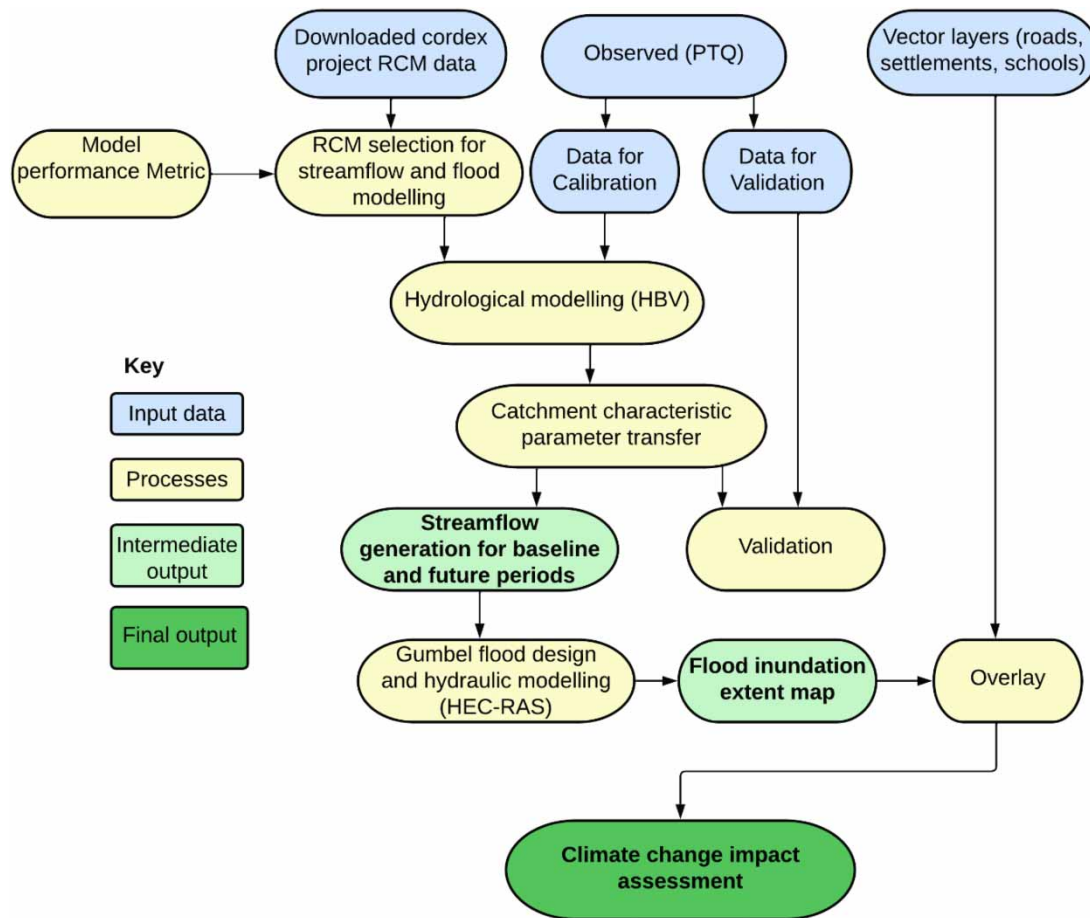 Downloaded cordex
project RCM data
Observed (PTQ)
Vector layers (roads,
settlements, schools)
Model
performance Metric
RCM selection for
streamflow and flood
modelling
Data for
Calibration
Data for
Validation
Hydrological modelling (HBV)
Key
Input data
Processes
Intermediate
output
Final output
Catchment characteristic
parameter transfer
Streamflow
generation for baseline
and future periods
Validation
Gumbel flood design
and hydraulic modelling
(HEC-RAS)
Flood inundation
extent map
Overlay
Climate change impact
assessment